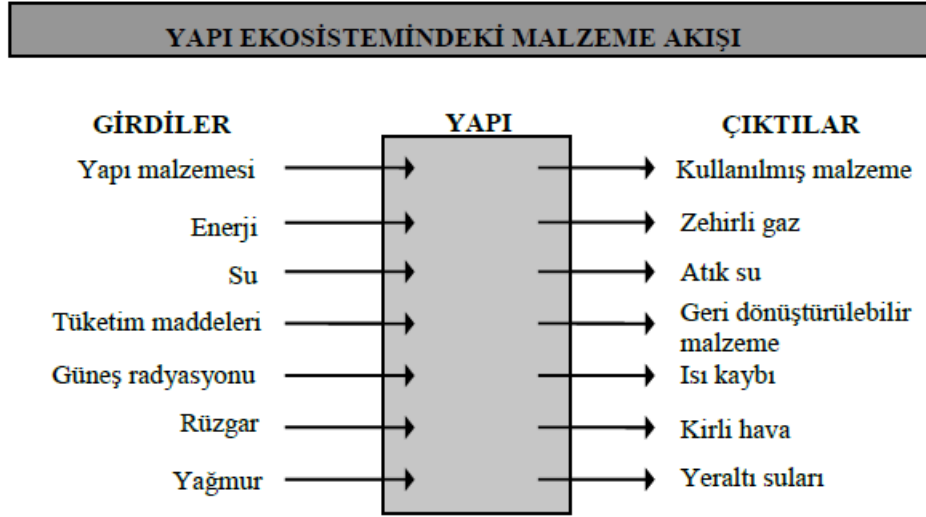 YAPI EKOSİSTEMİNDEKİ MALZEME AKIŞI
GİRDİLER
YAPI
ÇIKTILAR
Yapı malzemesi
Kullanılmış malzeme
Enerji
Zehirli gaz
Su
Atık su
Tüketim maddeleri
Geri dönüştürülebilir
malzeme
Güneş radyasyonu
Isı kaybı
Rüzgar
Kirli hava
Yağmur
Yeraltı suları